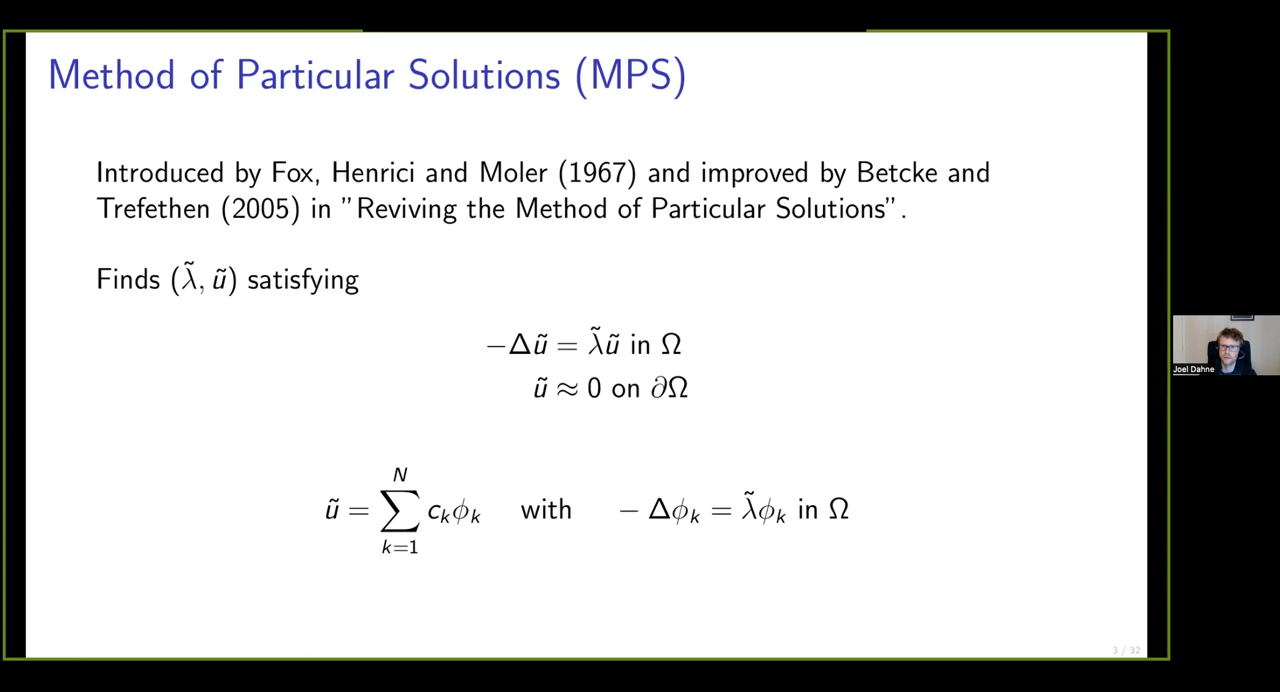 Method of Particular Solutions (MPS)
Introduced by Fox, Henrici and Moler (1967) and improved by Betcke and
Trefethen (2005) in ”Reviving the Method of Particular Solutions”.
Finds (λ̃, ũ) satisfying
−Δũ = λ̃ũ in Ω
ũ ≈ 0 on ∂Ω
ũ = ∑_{k=1}^{N} c_k ϕ_k with − Δϕ_k = λ̃ϕ_k in Ω
Joel Dahne
3 / 32